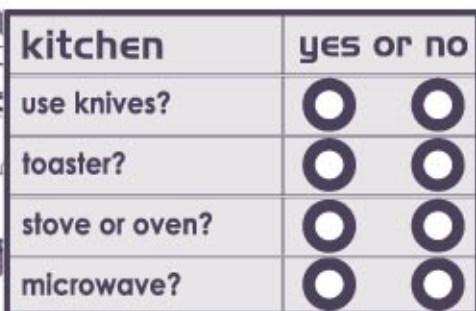 kitchen yes or no
use knives?
toaster?
stove or oven?
microwave?